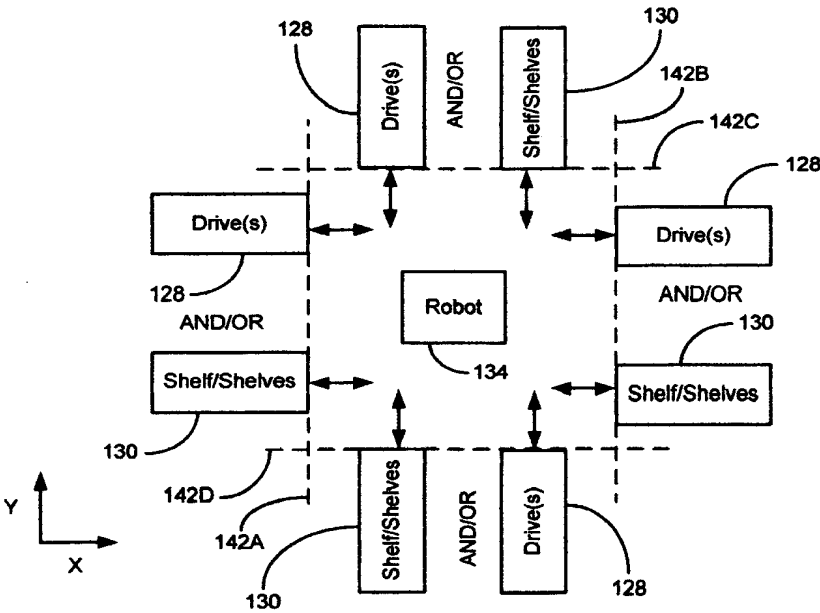 128
130
142B
142C
Drive(s)
AND/OR
Shelf/Shelves
128
Drive(s)
Drive(s)
128
Robot
AND/OR
AND/OR
130
134
Shelf/Shelves
Shelf/Shelves
130
142D
142A
Shelf/Shelves
AND/OR
Drive(s)
130
128
Y
X